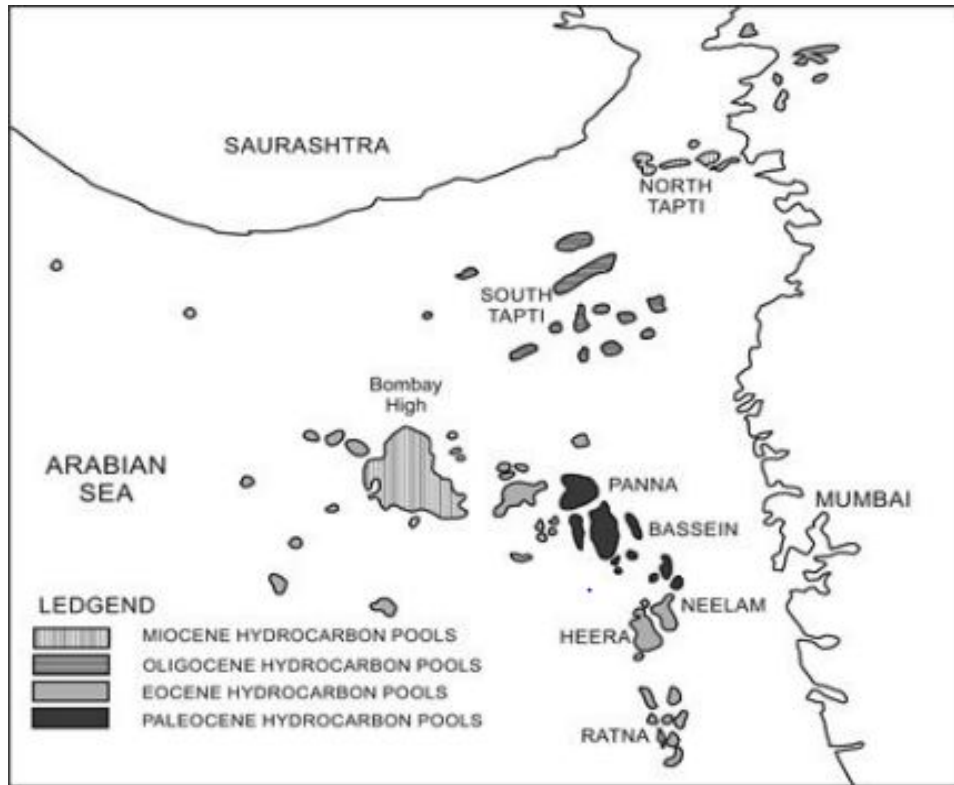 SAURASHTRA
NORTH
TAPTI
SOUTH
TAPTI
Bombay
High
ARABIAN
SEA
PANNA
MUMBAI
BASSEIN
NEELAM
HEERA
RATNA
LEDGEND
MIOCENE HYDROCARBON POOLS
OLIGOCENE HYDROCARBON POOLS
EOCENE HYDROCARBON POOLS
PALEOCENE HYDROCARBON POOLS